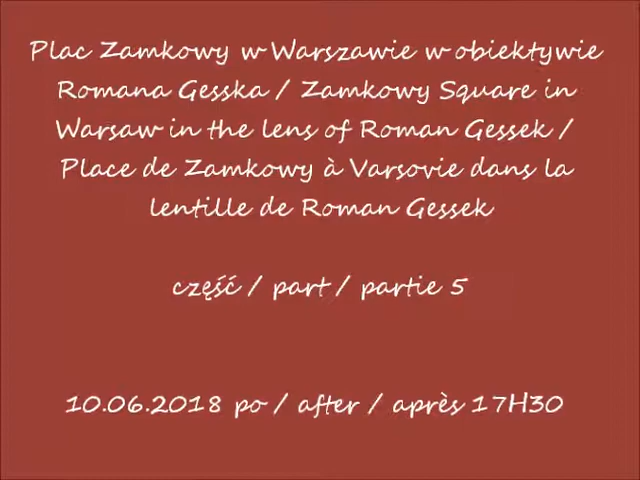 Plac Zamkowy w Warszawie w obiektywie
Romana Gesska / Zamkowy Square in
Warsaw in the lens of Roman Gessek /
Place de Zamkowy à Varsovie dans la
lentille de Roman Gessek
część / part / partie 5
10.06.2018 po / after / après 17H30